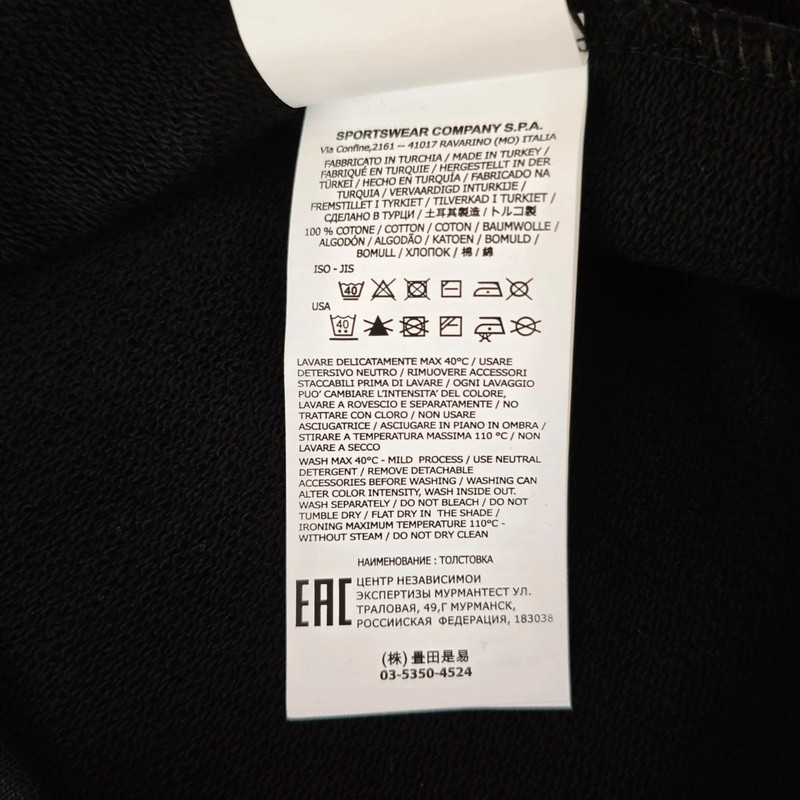 SPORTSWEAR COMPANY S.P.A.
Via Confine,2161 -- 41017 RAVARINO (MO) ITALIA
FABBRICATO IN TURCHIA / MADE IN TURKEY /
FABRIQUÉ EN TURQUIE / HERGESTELLT IN DER
TÜRKEI / HECHO EN TURQUÍA / FABRICADO NA
TURQUIA / VERVAARDIGD INTURKIJE /
FREMSTILLET I TYRKIET / TILVERKAD I TURKIET /
СДЕЛАНО В ТУРЦИ / 土耳其製造 / トルコ製
100 % COTONE / COTTON / COTON / BAUMWOLLE /
ALGODÓN / ALGODÃO / KATOEN / BOMULD /
BOMULL / ХЛОПОК / 棉 / 綿
ISO - JIS
40
USA
40
LAVARE DELICATAMENTE MAX 40°C / USARE
DETERSIVO NEUTRO / RIMUOVERE ACCESSORI
STACCABILI PRIMA DI LAVARE / OGNI LAVAGGIO
PUO' CAMBIARE L'INTENSITA' DEL COLORE,
LAVARE A ROVESCIO E SEPARATAMENTE / NO
TRATTARE CON CLORO / NON USARE
ASCIUGATRICE / ASCIUGARE IN PIANO IN OMBRA /
STIRARE A TEMPERATURA MASSIMA 110 °C / NON
LAVARE A SECCO
WASH MAX 40°C - MILD PROCESS / USE NEUTRAL
DETERGENT / REMOVE DETACHABLE
ACCESSORIES BEFORE WASHING / WASHING CAN
ALTER COLOR INTENSITY, WASH INSIDE OUT.
WASH SEPARATELY / DO NOT BLEACH / DO NOT
TUMBLE DRY / FLAT DRY IN THE SHADE /
IRONING MAXIMUM TEMPERATURE 110°C -
WITHOUT STEAM / DO NOT DRY CLEAN
НАИМЕНОВАНИЕ : ТОЛСТОВКА
EAC
ЦЕНТР НЕЗАВИСИМОИ
ЭКСПЕРТИЗЫ МУРМАНТЕСТ УЛ.
ТРАЛОВАЯ, 49,Г МУРМАНСК,
РОССИИСКАЯ ФЕДЕРАЦИЯ, 183038
(株) 畳田是易
03-5350-4524